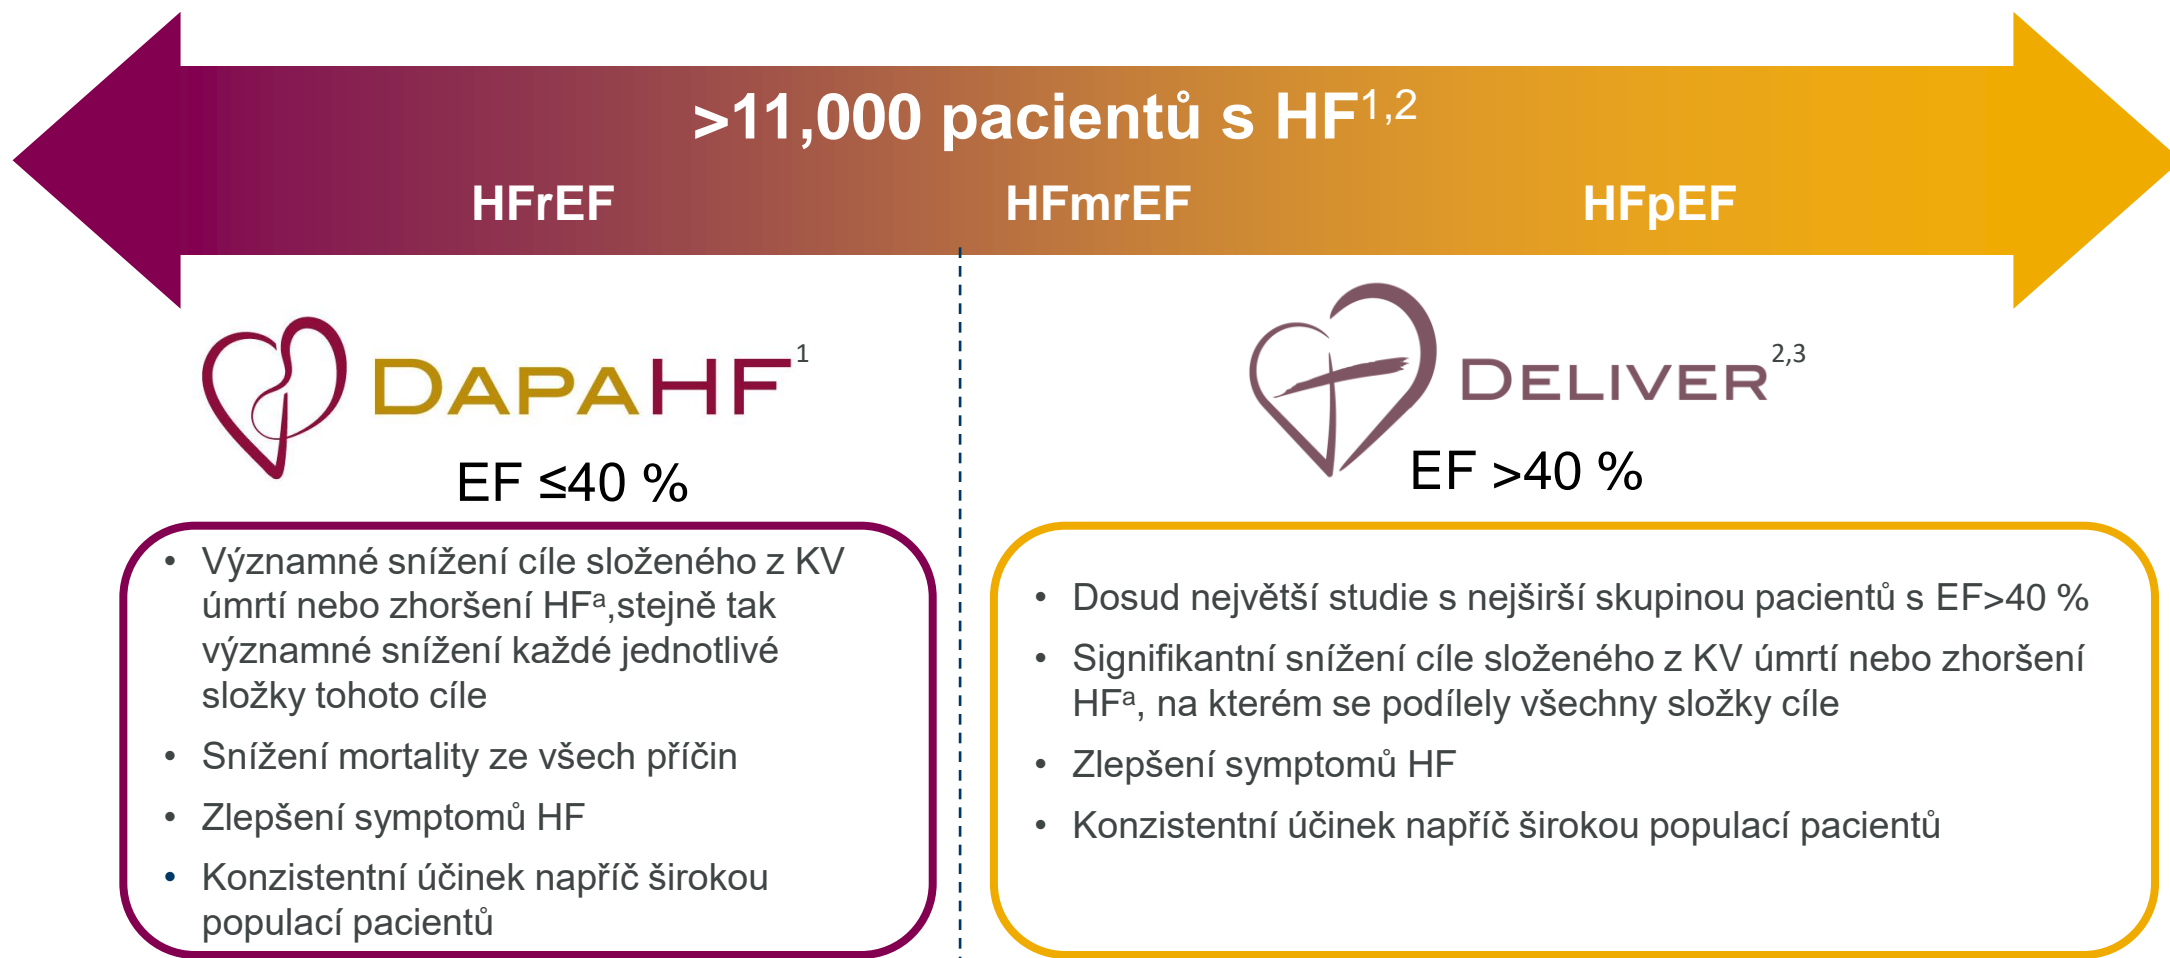 >11,000 pacientů s HF1,2
HFrEF
HFmrEF
HFpEF
DAPAHF1
EF ≤40 %
• Významné snížení cíle složeného z KV
úmrtí nebo zhoršení HFa,stejně tak
významné snížení každé jednotlivé
složky tohoto cíle
• Snížení mortality ze všech příčin
• Zlepšení symptomů HF
• Konzistentní účinek napříč širokou
populací pacientů
DELIVER2,3
EF >40 %
• Dosud největší studie s nejširší skupinou pacientů s EF>40 %
• Signifikantní snížení cíle složeného z KV úmrtí nebo zhoršení
HFa, na kterém se podílely všechny složky cíle
• Zlepšení symptomů HF
• Konzistentní účinek napříč širokou populací pacientů